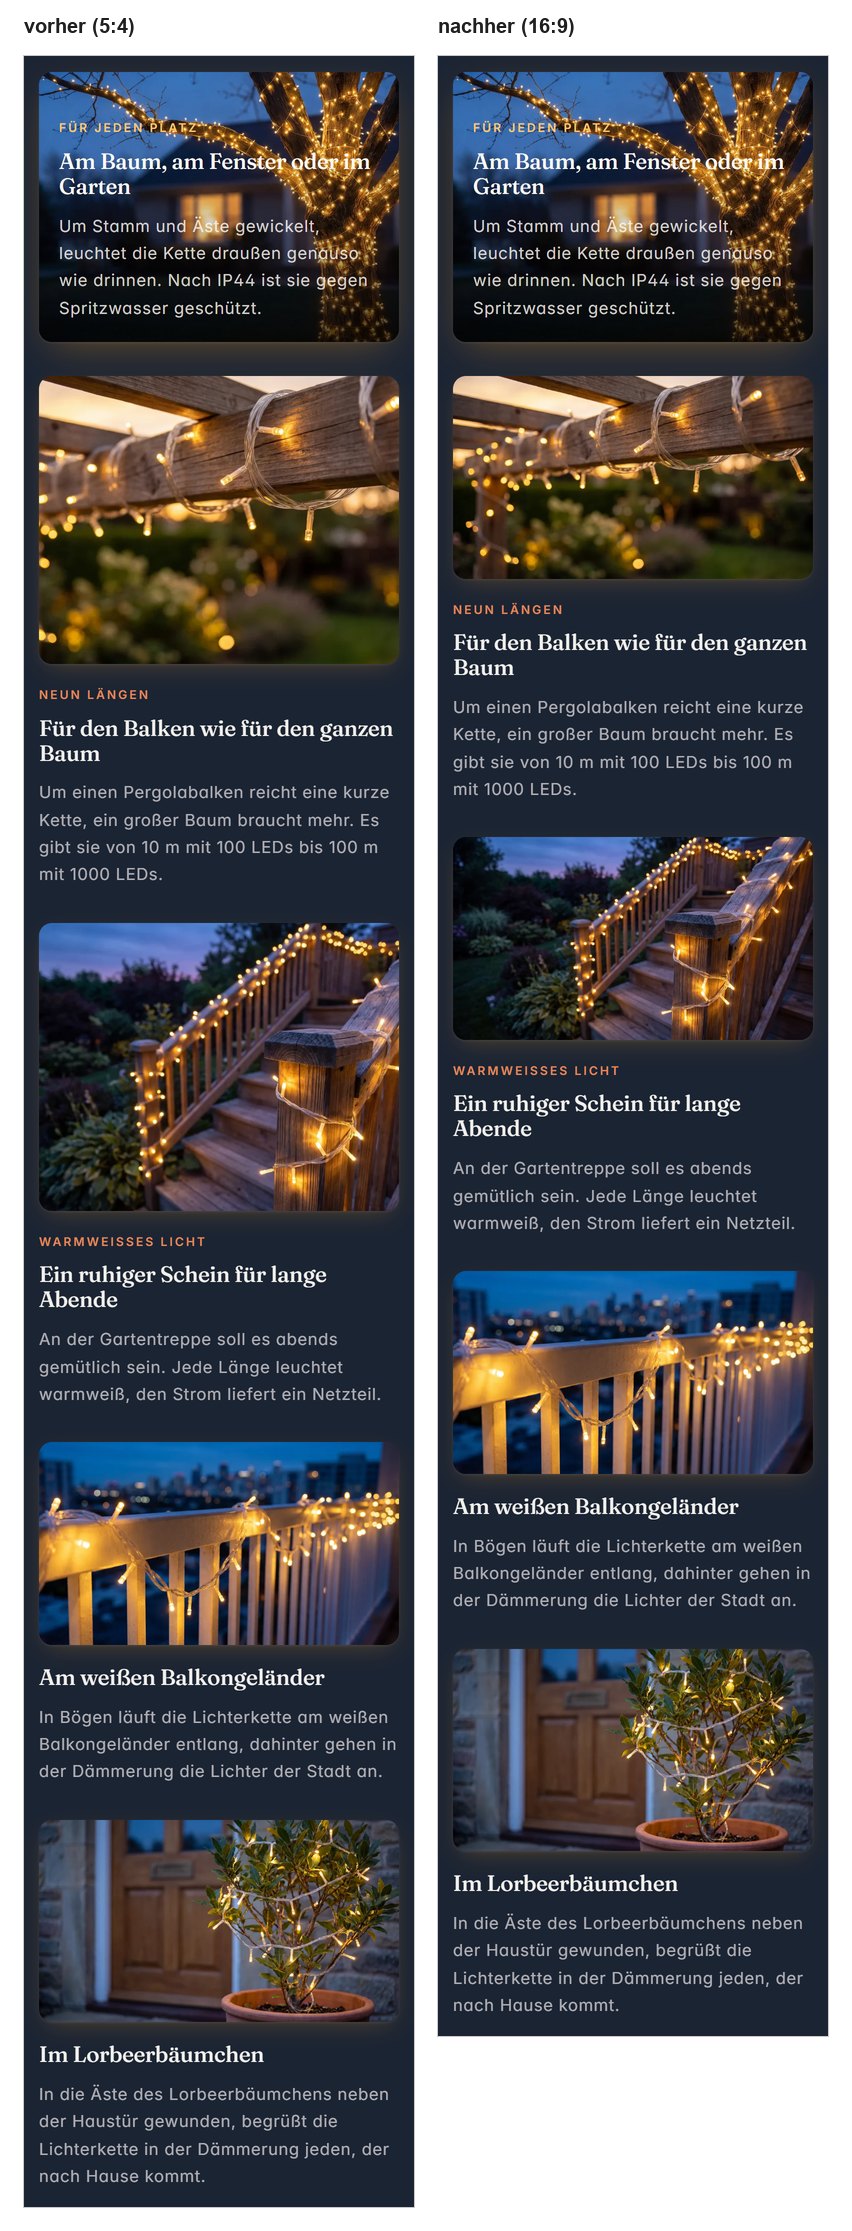 vorher (5:4)
FÜR JEDEN PLATZ
Am Baum, am Fenster oder im
Garten
Um Stamm und Äste gewickelt,
leuchtet die Kette draußen genauso
wie drinnen. Nach IP44 ist sie gegen
Spritzwasser geschützt.
NEUN LÄNGEN
Für den Balken wie für den ganzen
Baum
Um einen Pergolabalken reicht eine kurze
Kette, ein großer Baum braucht mehr. Es
gibt sie von 10 m mit 100 LEDs bis 100 m
mit 1000 LEDs.
WARMWEISSES LICHT
Ein ruhiger Schein für lange
Abende
An der Gartentreppe soll es abends
gemütlich sein. Jede Länge leuchtet
warmweiß, den Strom liefert ein Netzteil.
Am weißen Balkongeländer
In Bögen läuft die Lichterkette am weißen
Balkongeländer entlang, dahinter gehen in
der Dämmerung die Lichter der Stadt an.
Im Lorbeerbäumchen
In die Äste des Lorbeerbäumchens neben
der Haustür gewunden, begrüßt die
Lichterkette in der Dämmerung jeden, der
nach Hause kommt.
nachher (16:9)
FÜR JEDEN PLATZ
Am Baum, am Fenster oder im
Garten
Um Stamm und Äste gewickelt,
leuchtet die Kette draußen genauso
wie drinnen. Nach IP44 ist sie gegen
Spritzwasser geschützt.
NEUN LÄNGEN
Für den Balken wie für den ganzen
Baum
Um einen Pergolabalken reicht eine kurze
Kette, ein großer Baum braucht mehr. Es
gibt sie von 10 m mit 100 LEDs bis 100 m
mit 1000 LEDs.
WARMWEISSES LICHT
Ein ruhiger Schein für lange
Abende
An der Gartentreppe soll es abends
gemütlich sein. Jede Länge leuchtet
warmweiß, den Strom liefert ein Netzteil.
Am weißen Balkongeländer
In Bögen läuft die Lichterkette am weißen
Balkongeländer entlang, dahinter gehen in
der Dämmerung die Lichter der Stadt an.
Im Lorbeerbäumchen
In die Äste des Lorbeerbäumchens neben
der Haustür gewunden, begrüßt die
Lichterkette in der Dämmerung jeden, der
nach Hause kommt.